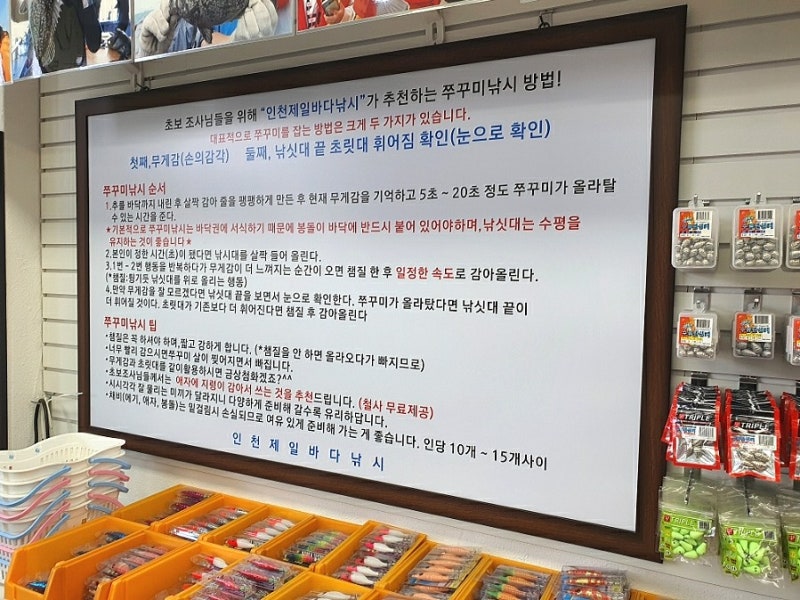 초보 조사님들을 위해 "인천제일바다낚시"가 추천하는 쭈꾸미낚시 방법!
대표적으로 쭈꾸미를 잡는 방법은 크게 두 가지가 있습니다.
첫째,무게감(손의감각) 둘째, 낚싯대 끝 초릿대 휘어짐 확인(눈으로 확인)
쭈꾸미낚시 순서
1.추를 바닥까지 내린 후 살짝 감아 줄을 팽팽하게 만든 후 현재 무게감을 기억하고 5초 ~ 20초 정도 쭈꾸미가 올라탈
수 있는 시간을 준다.
★기본적으로 쭈꾸미낚시는 바닥권에 서식하기 때문에 봉돌이 바닥에 반드시 붙어 있어야하며,낚싯대는 수평을
유지하는 것이 좋습니다★
2.본인이 정한 시간(초)이 됐다면 낚시대를 살짝 들어 올린다.
3.1번 ~ 2번 행동을 반복하다가 무게감이 더 느껴지는 순간이 오면 챔질 한 후 일정한 속도로 감아올린다.
(*챔질:튕기듯 낚싯대를 위로 올리는 행동)
4.만약 무게감을 잘 모르겠다면 낚싯대 끝을 보면서 눈으로 확인한다. 쭈꾸미가 올라탔다면 낚싯대 끝이
더 휘어질 것이다. 초릿대가 기존보다 더 휘어진다면 챔질 후 감아올린다
쭈꾸미낚시 팁
•챔질은 꼭 하셔야 하며,짧고 강하게 합니다. (*챔질을 안 하면 올라오다가 빠지므로)
•너무 빨리 감으시면쭈꾸미 살이 찢어지면서 빠집니다.
•무게감과 초릿대를 같이활용하시면 금상첨화겠죠?^^
•초보조사님들께서는 애자에 지렁이 감아서 쓰는 것을 추천드립니다. (철사 무료제공)
•시시각각 잘 물리는 미끼가 달라지니 다양하게 준비해 갈수록 유리하답니다.
•채비(에기, 애자, 봉돌)는 밑걸림시 손실되므로 여유 있게 준비해 가는 게 좋습니다. 인당 10개 ~ 15개사이
인천제일바다낚시
TRIPLE
TRIPLE
TRIPLE
TRIPLE